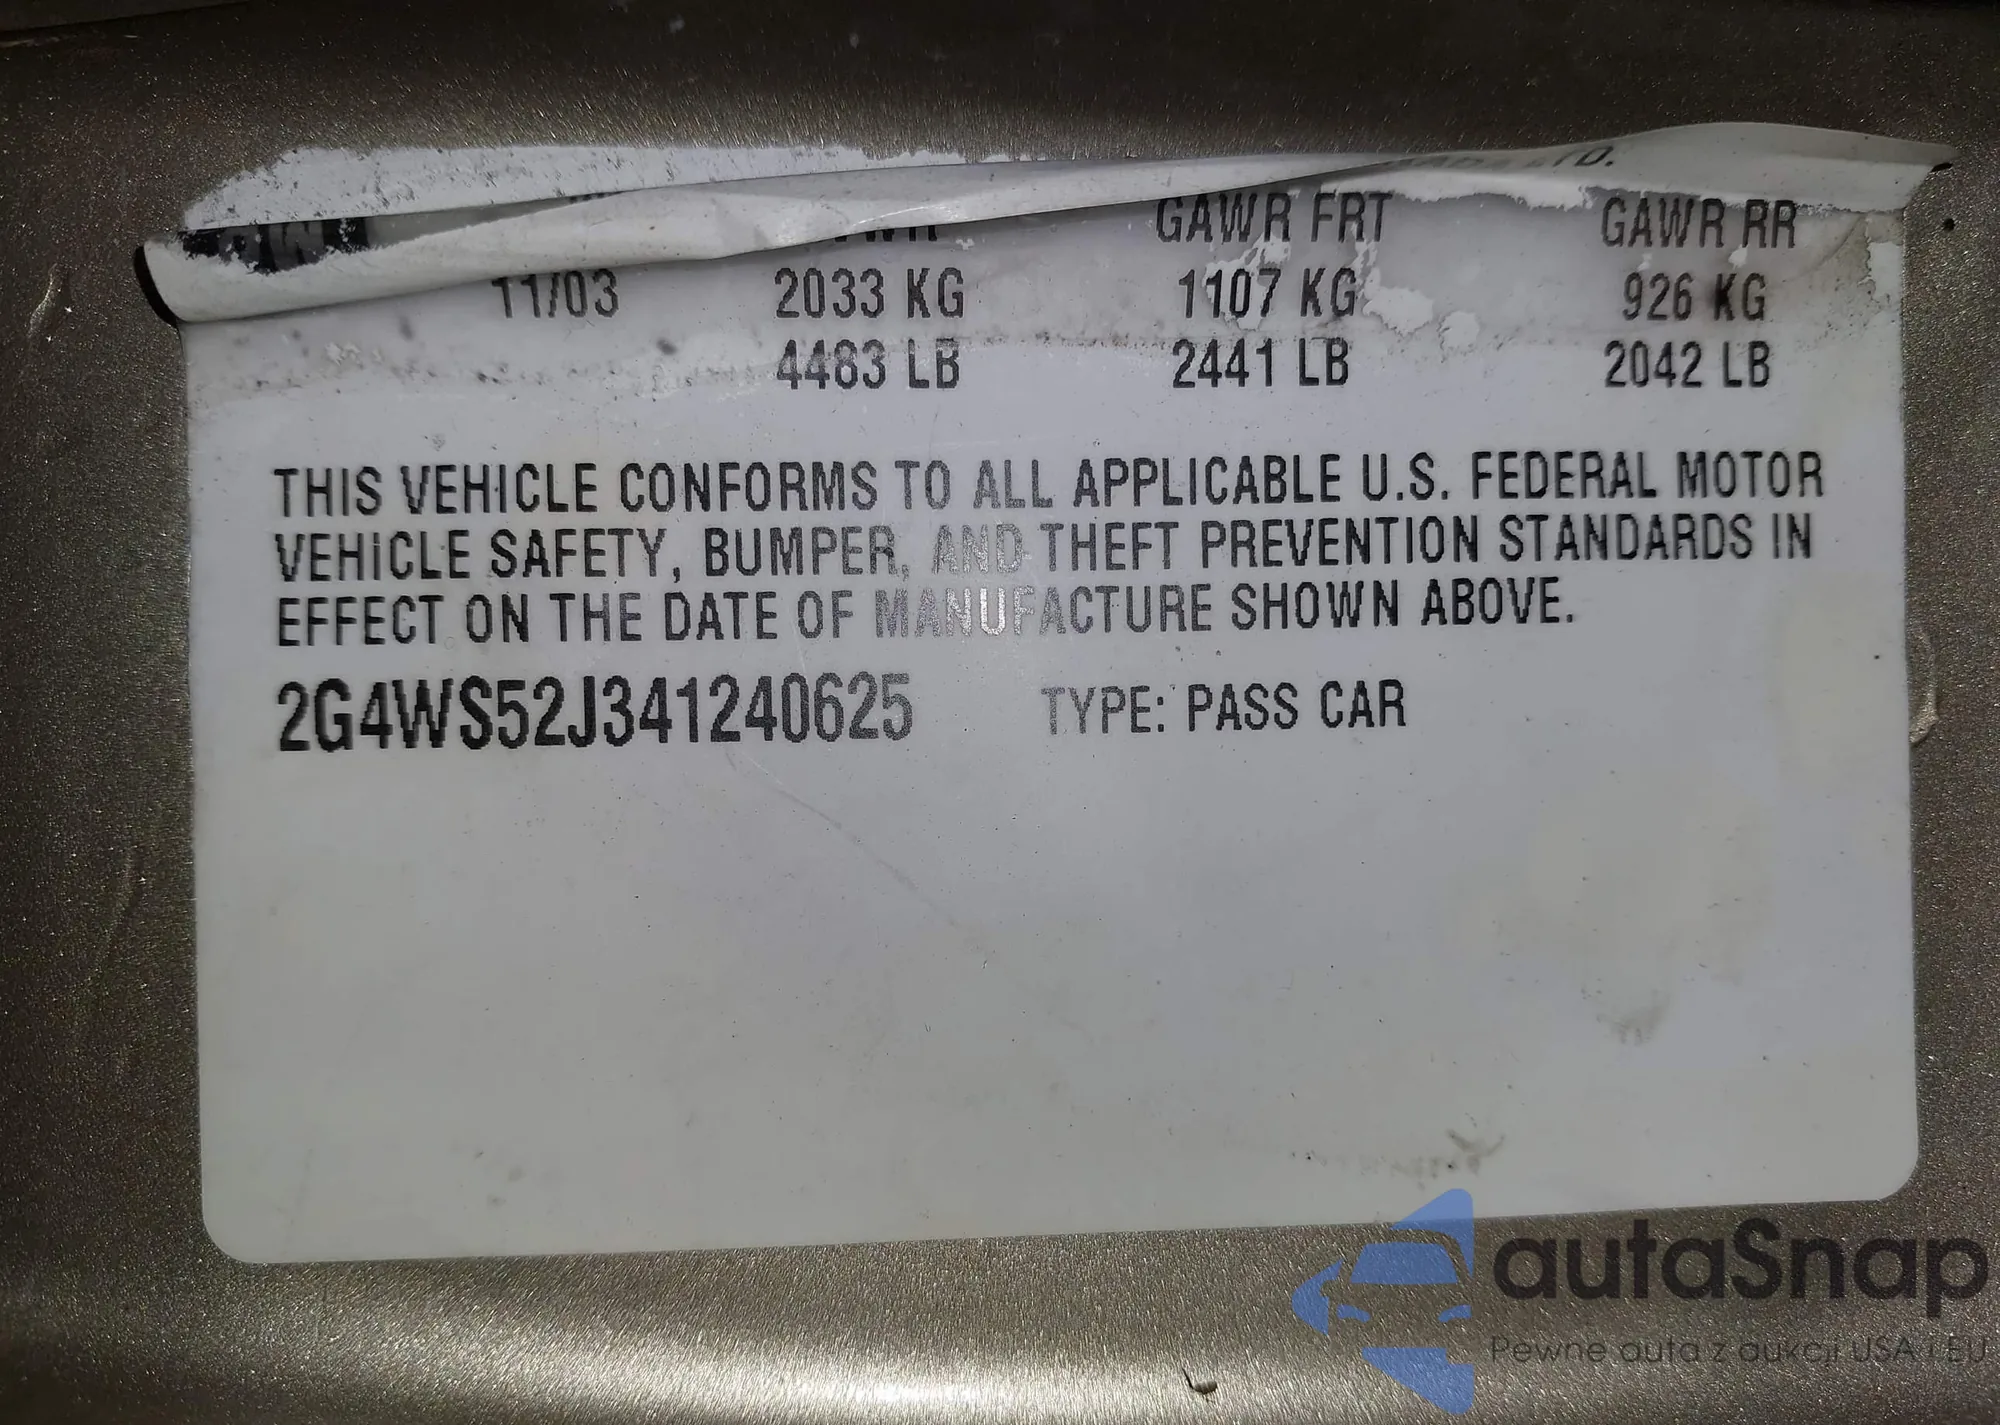 LTD.
GAWR FRT GAWR RR
11/03 2033 KG 1107 KG 926 KG
4483 LB 2441 LB 2042 LB
THIS VEHICLE CONFORMS TO ALL APPLICABLE U.S. FEDERAL MOTOR
VEHICLE SAFETY, BUMPER, AND THEFT PREVENTION STANDARDS IN
EFFECT ON THE DATE OF MANUFACTURE SHOWN ABOVE.
2G4WS52J341240625 TYPE: PASS CAR
autaSnap
Pewne auta z aukcji USA i EU